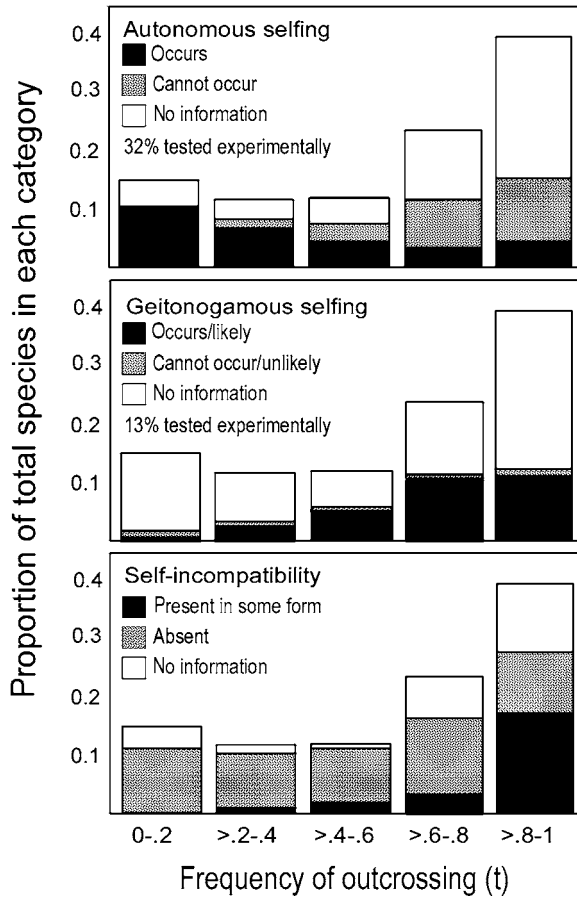 Proportion of total species in each category
0.4
0.3
0.2
0.1
Autonomous selfing
Occurs
Cannot occur
No information
32% tested experimentally
0.4
0.3
0.2
0.1
Geitonogamous selfing
Occurs/likely
Cannot occur/unlikely
No information
13% tested experimentally
0.4
0.3
0.2
0.1
Self-incompatibility
Present in some form
Absent
No information
0-.2 >.2-.4 >.4-.6 >.6-.8 >.8-1
Frequency of outcrossing (t)